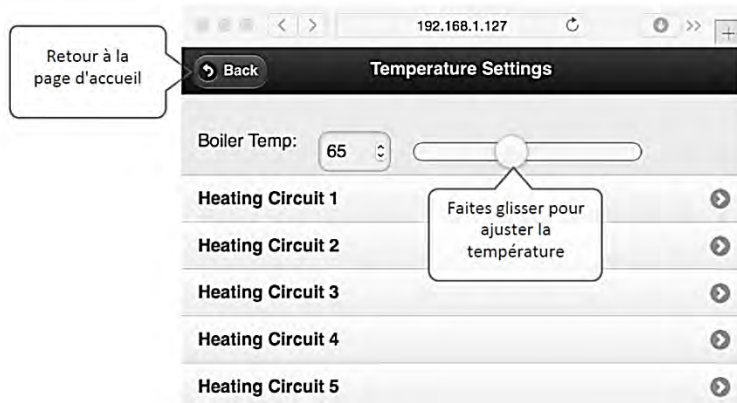 192.168.1.127
Retour à la
page d'accueil
Back
Temperature Settings
Boiler Temp:
65
Heating Circuit 1
Faites glisser pour
ajuster la
température
Heating Circuit 2
Heating Circuit 3
Heating Circuit 4
Heating Circuit 5